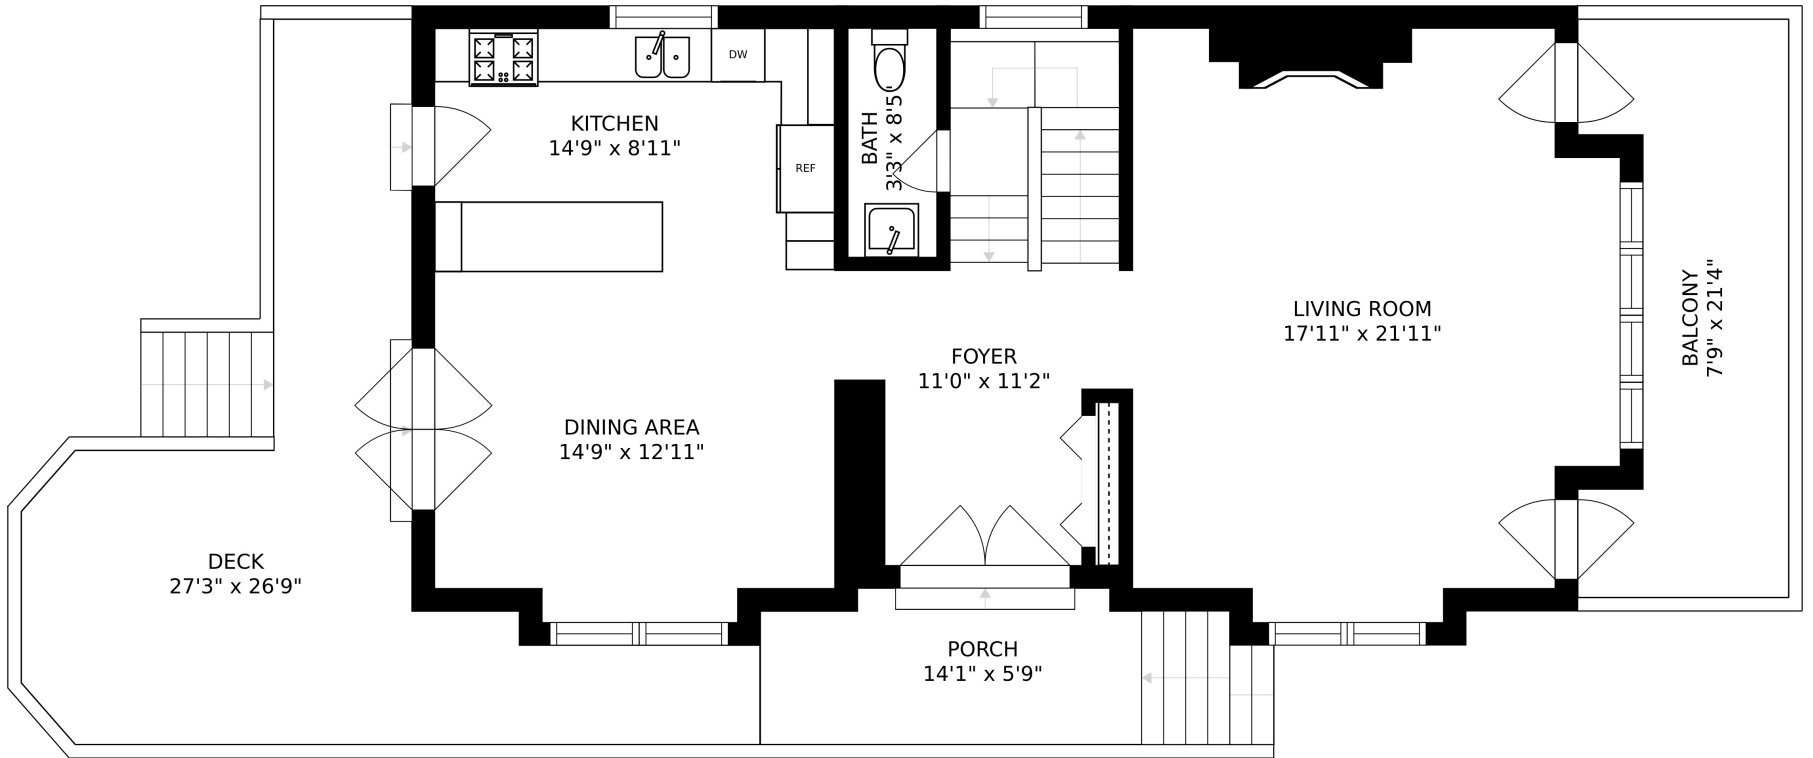 DW
KITCHEN
14'9" x 8'11"
REF
BATH
3'3" x 8'5"
LIVING ROOM
17'11" x 21'11"
BALCONY
7'9" x 21'4"
FOYER
11'0" x 11'2"
DINING AREA
14'9" x 12'11"
DECK
27'3" x 26'9"
PORCH
14'1" x 5'9"